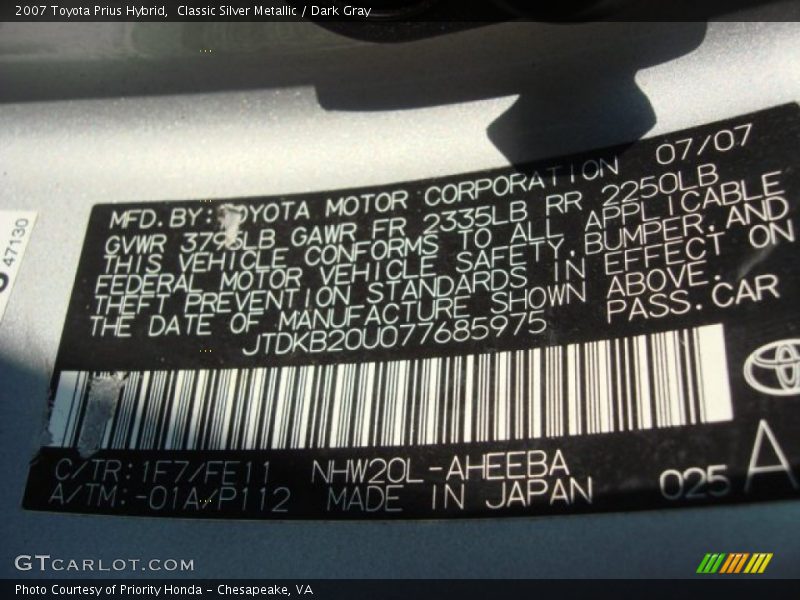 2007 Toyota Prius Hybrid, Classic Silver Metallic / Dark Gray
MFD. BY: TOYOTA MOTOR CORPORATION 07/07
GVWR 3795LB GAWR FR 2335LB RR 2250LB
THIS VEHICLE CONFORMS TO ALL APPLICABLE
FEDERAL MOTOR VEHICLE SAFETY, BUMPER, AND
THEFT PREVENTION STANDARDS IN EFFECT ON
THE DATE OF MANUFACTURE SHOWN ABOVE.
JTDKB20U077685975 PASS. CAR
47130
C/TR: 1F7/FE11 NHW20L-AHEEBA
A/TM: -01A/P112 MADE IN JAPAN 025 A
GTCARLOT.COM
Photo Courtesy of Priority Honda - Chesapeake, VA